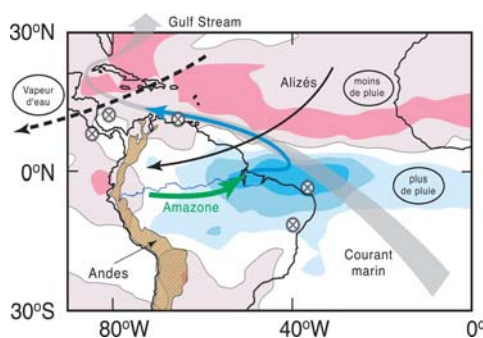 30°N
Gulf Stream
Vapeur
d'eau
Alizés
moins
de pluie
0°N
plus
de pluie
Amazone
Andes
Courant
marin
30°S
80°W
40°W
0°